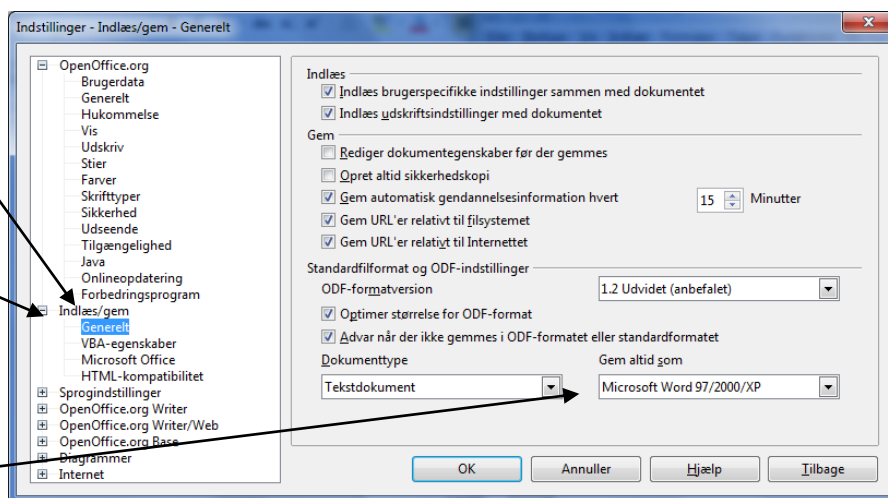 Indstillinger - Indlæs/gem - Generelt
OpenOffice.org
Brugerdata
Generelt
Hukommelse
Vis
Udskriv
Stier
Farver
Skrifttyper
Sikkerhed
Udseende
Tilgængelighed
Java
Onlineopdatering
Forbedringsprogram
Indlæs/gem
Generelt
VBA-egenskaber
Microsoft Office
HTML-kompatibilitet
Sprogindstillinger
OpenOffice.org Writer
OpenOffice.org Writer/Web
OpenOffice.org Base
Diagrammer
Internet
Indlæs
Indlæs brugerspecifikke indstillinger sammen med dokumentet
Indlæs udskriftsindstillinger med dokumentet
Gem
Rediger dokumentegenskaber før der gemmes
Opret altid sikkerhedskopi
Gem automatisk gendannelsesinformation hvert 15 Minutter
Gem URL'er relativt til filsystemet
Gem URL'er relativt til Internettet
Standardfilformat og ODF-indstillinger
ODF-formatversion 1.2 Udvidet (anbefalet)
Optimer størrelse for ODF-format
Advar når der ikke gemmes i ODF-formatet eller standardformatet
Dokumenttype Gem altid som
Tekstdokument Microsoft Word 97/2000/XP
OK Annuller Hjælp Tilbage